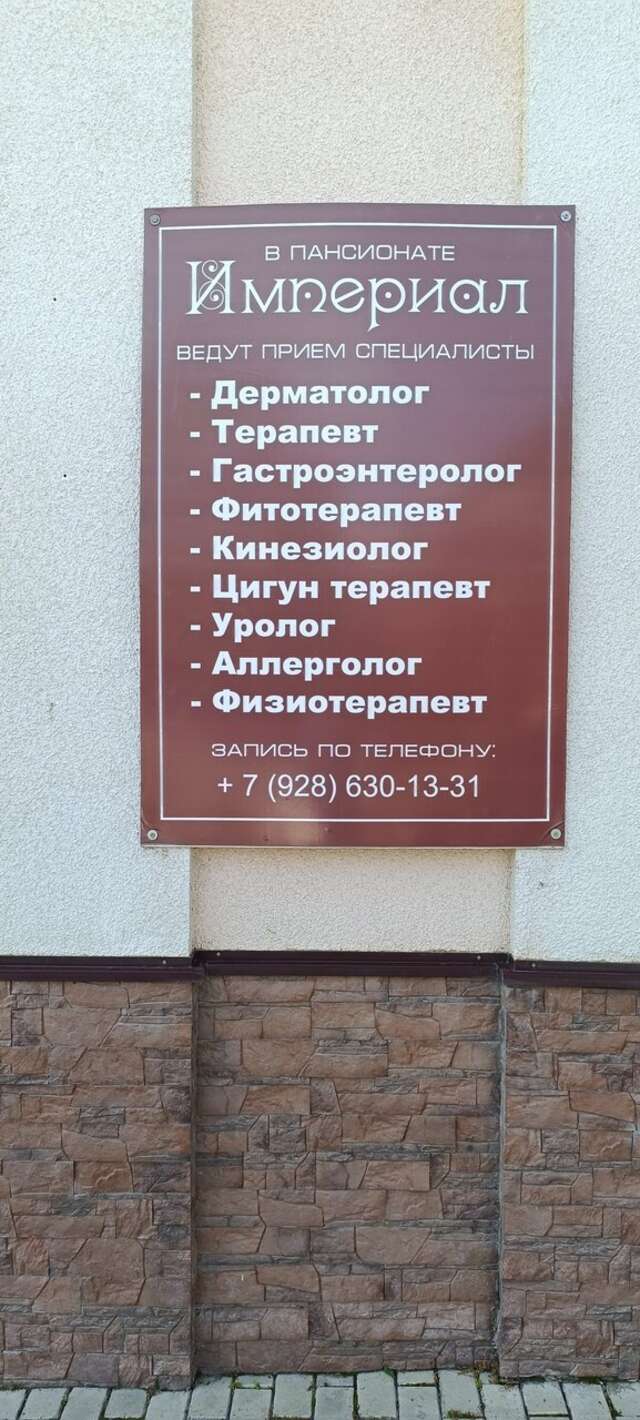 В ПАНСИОНАТЕ
Империал
ВЕДУТ ПРИЕМ СПЕЦИАЛИСТЫ
- Дерматолог
- Терапевт
- Гастроэнтеролог
- Фитотерапевт
- Кинезиолог
- Цигун терапевт
- Уролог
- Аллерголог
- Физиотерапевт
ЗАПИСЬ ПО ТЕЛЕФОНУ:
+ 7 (928) 630-13-31